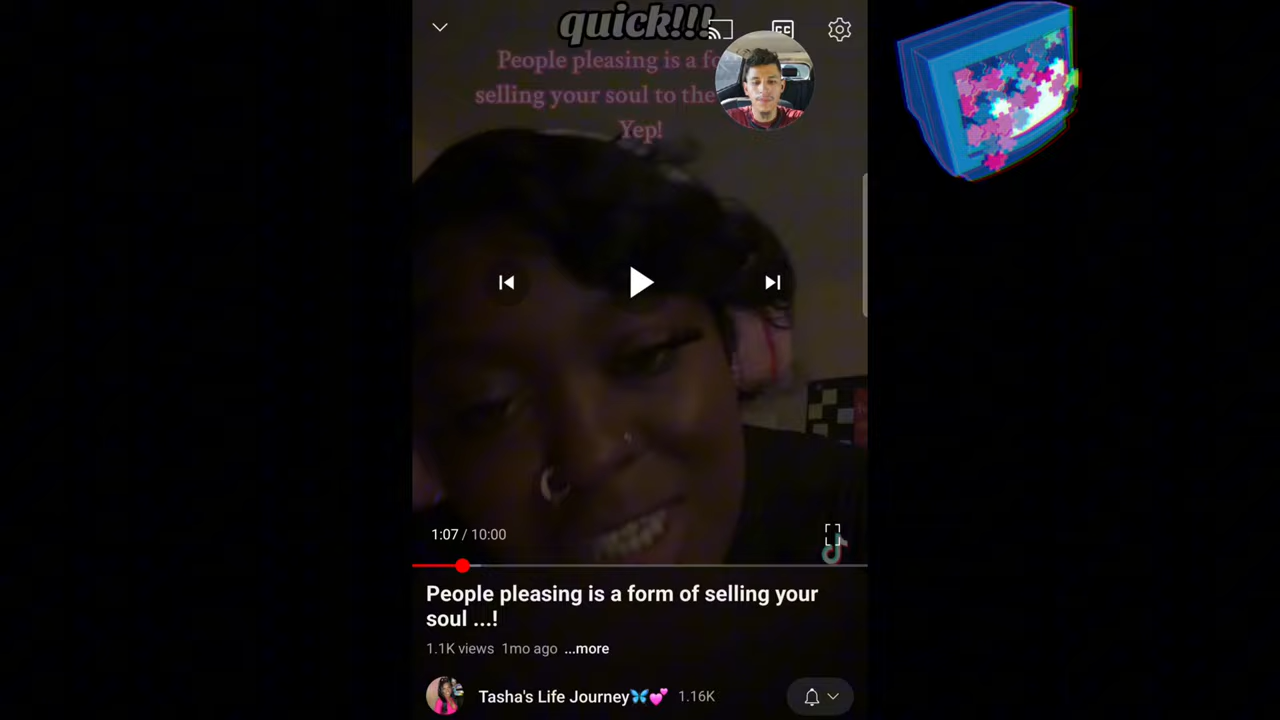 quick!!!
People pleasing is a fo
selling your soul to the
Yep!
1:07 / 10:00
People pleasing is a form of selling your
soul ...!
1.1K views 1mo ago ...more
Tasha's Life Journey🦋💕 1.16K